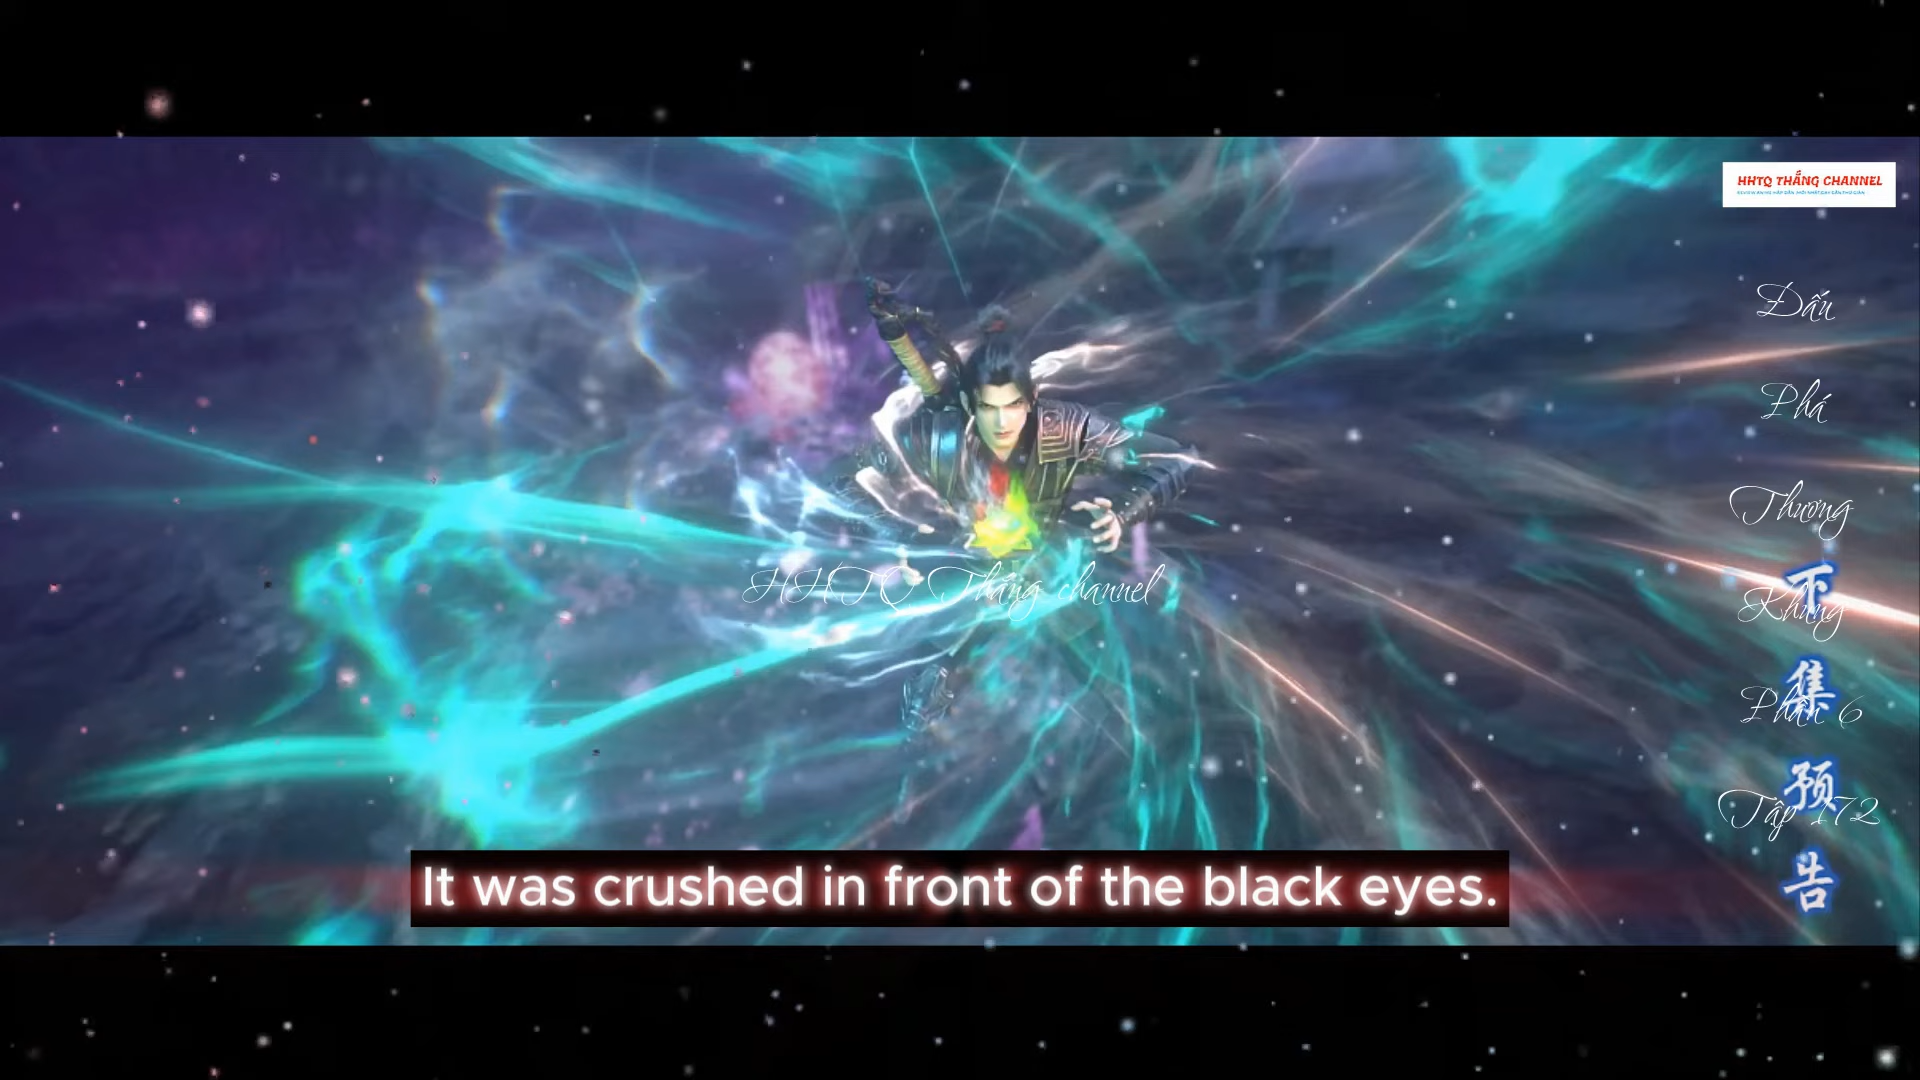 HHTQ THẮNG CHANNEL
Đấu
Phá
Thương
Khung
Phần 6
Tập 172
下集预告
HHTQ Thắng channel
It was crushed in front of the black eyes.